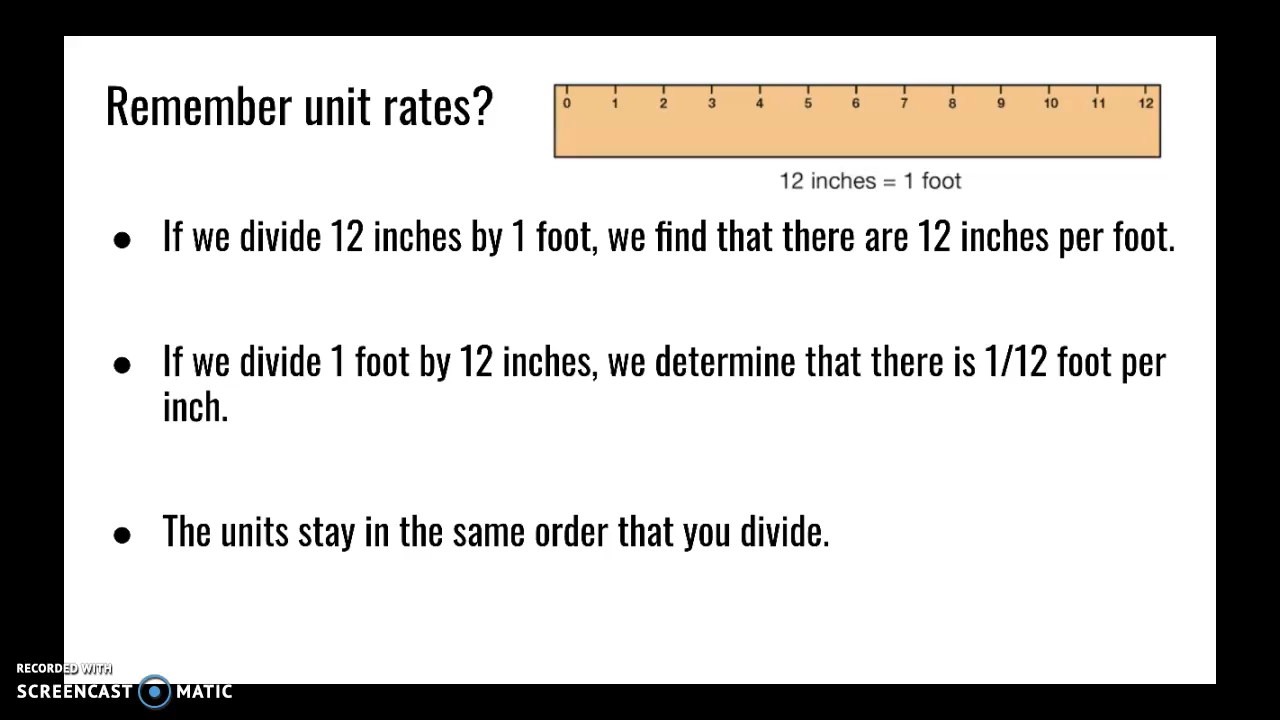 Remember unit rates?
0 1 2 3 4 5 6 7 8 9 10 11 12
12 inches = 1 foot
● If we divide 12 inches by 1 foot, we find that there are 12 inches per foot.
● If we divide 1 foot by 12 inches, we determine that there is 1/12 foot per
inch.
● The units stay in the same order that you divide.
RECORDED WITH
SCREENCAST MATIC